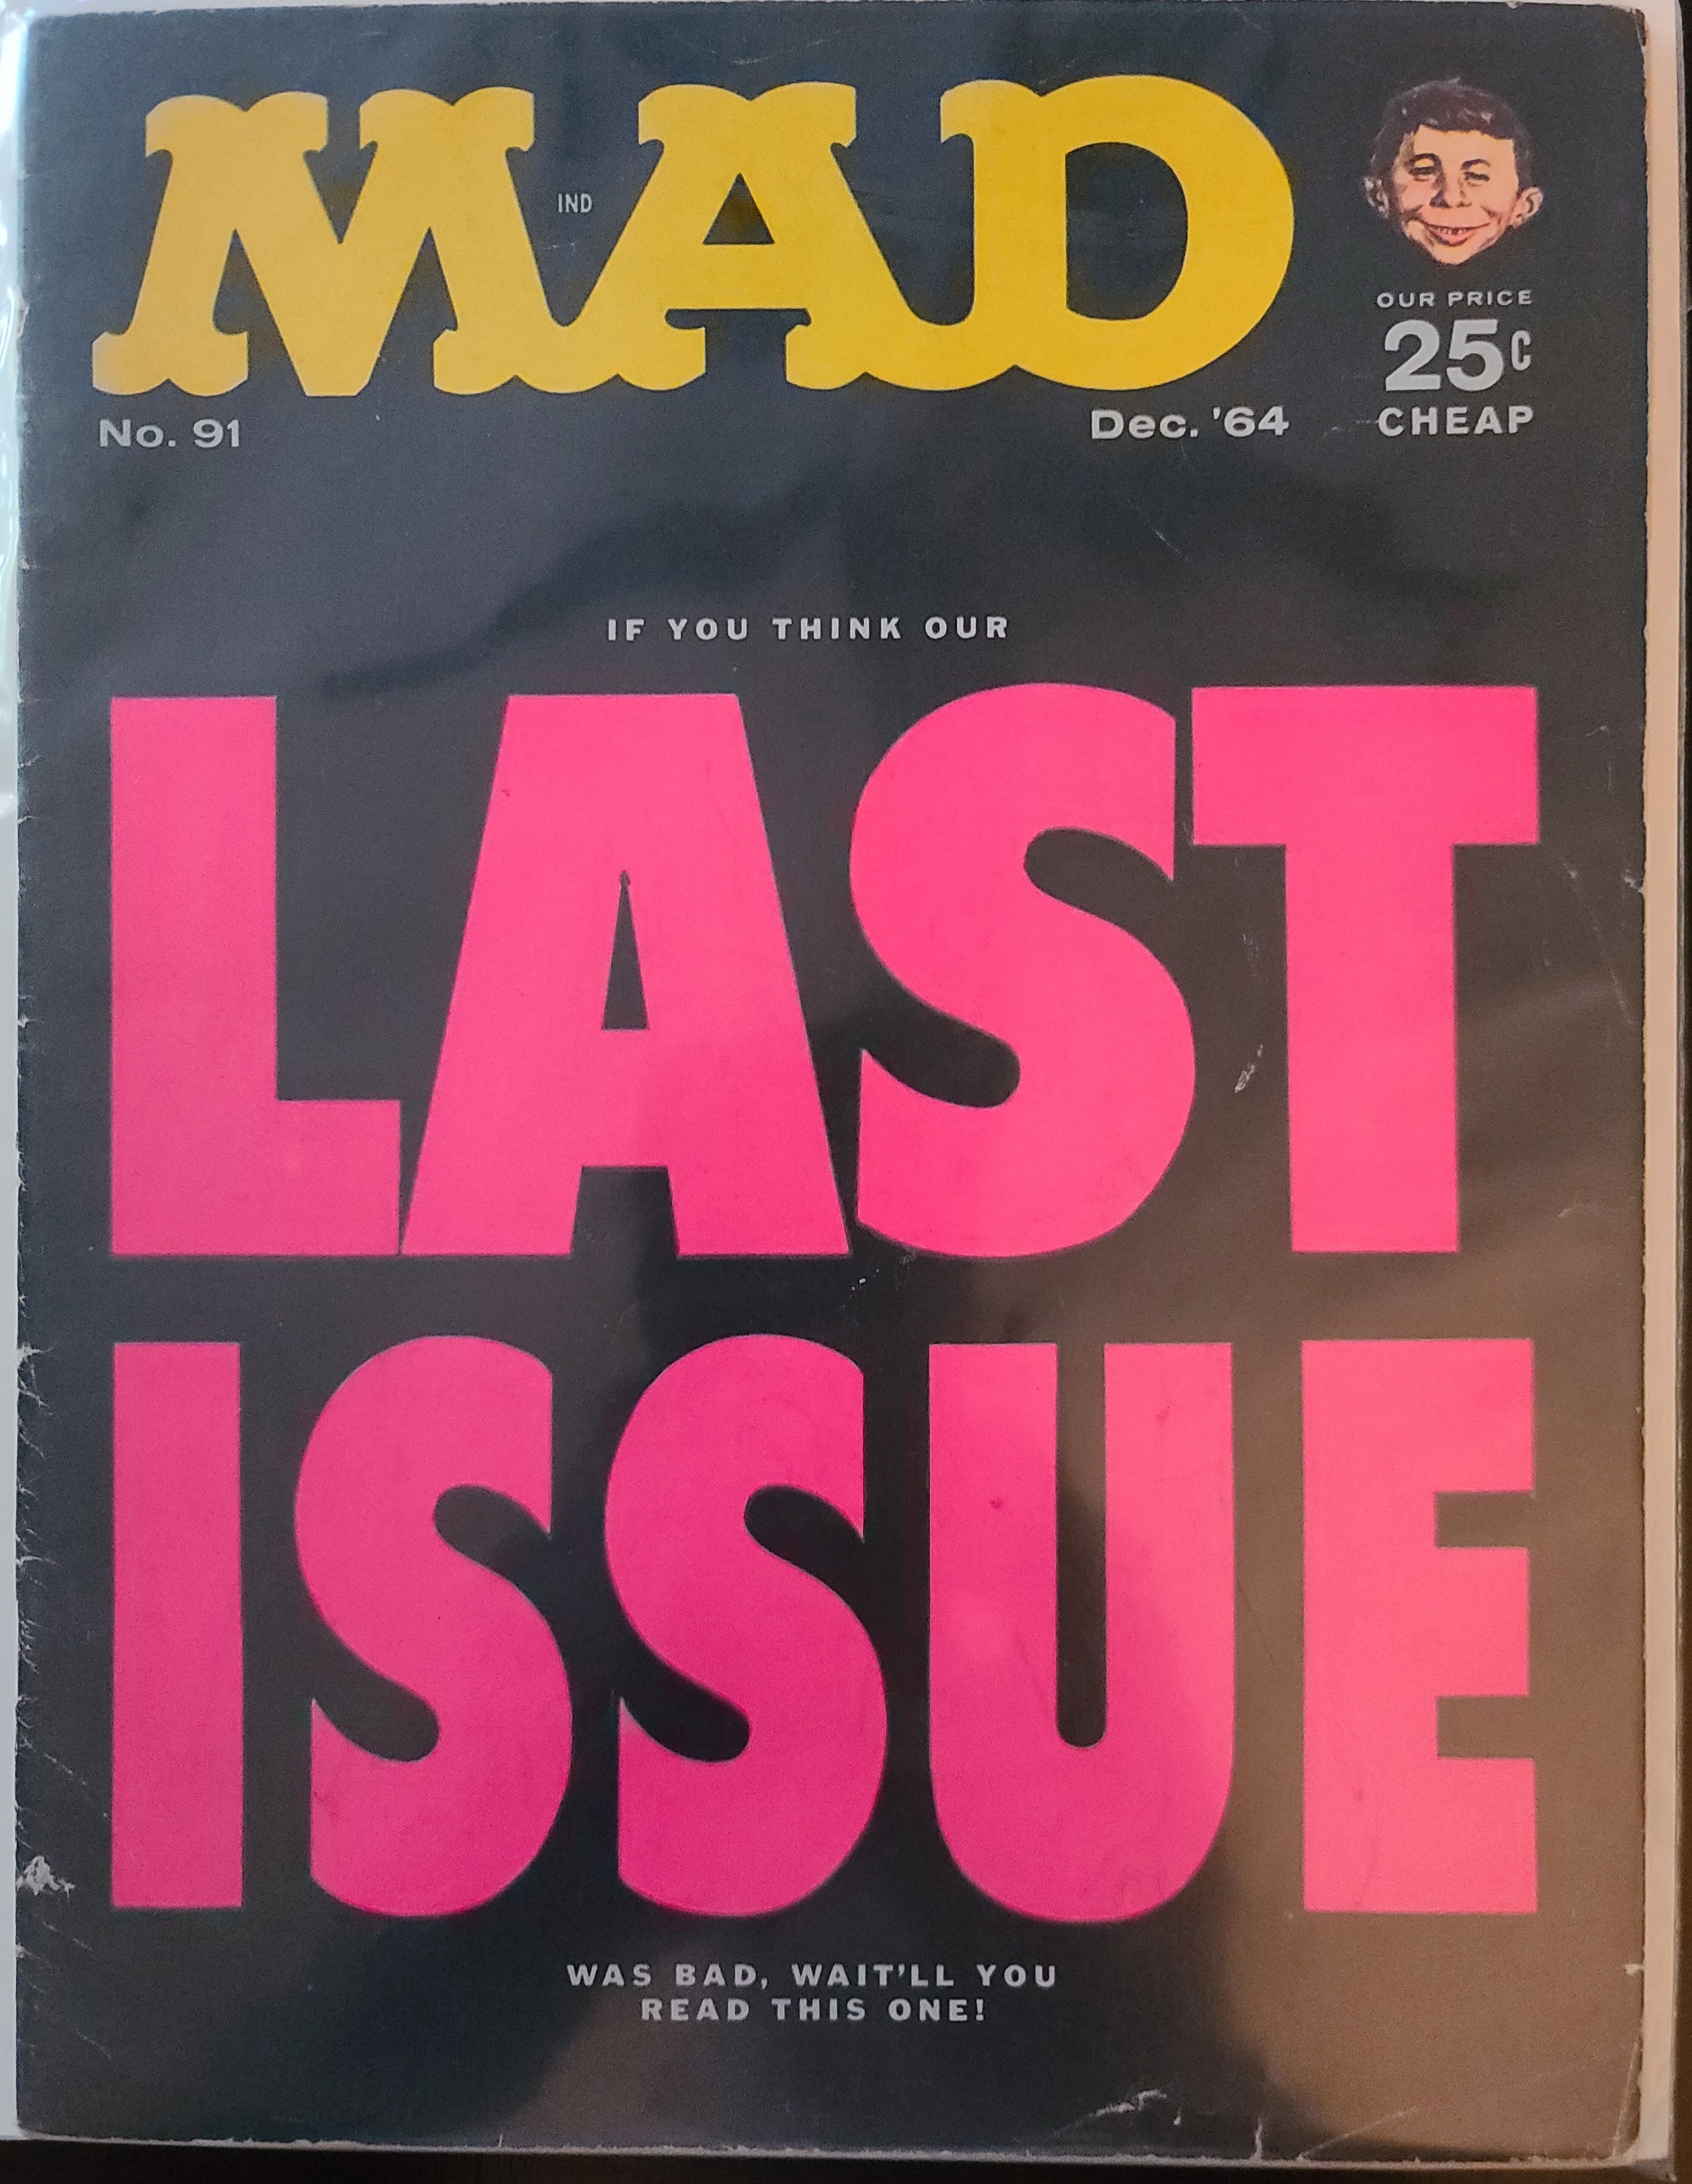 MAD
IND
No. 91
Dec. '64
OUR PRICE
25¢
CHEAP
IF YOU THINK OUR
LAST
ISSUE
WAS BAD, WAIT'LL YOU
READ THIS ONE!